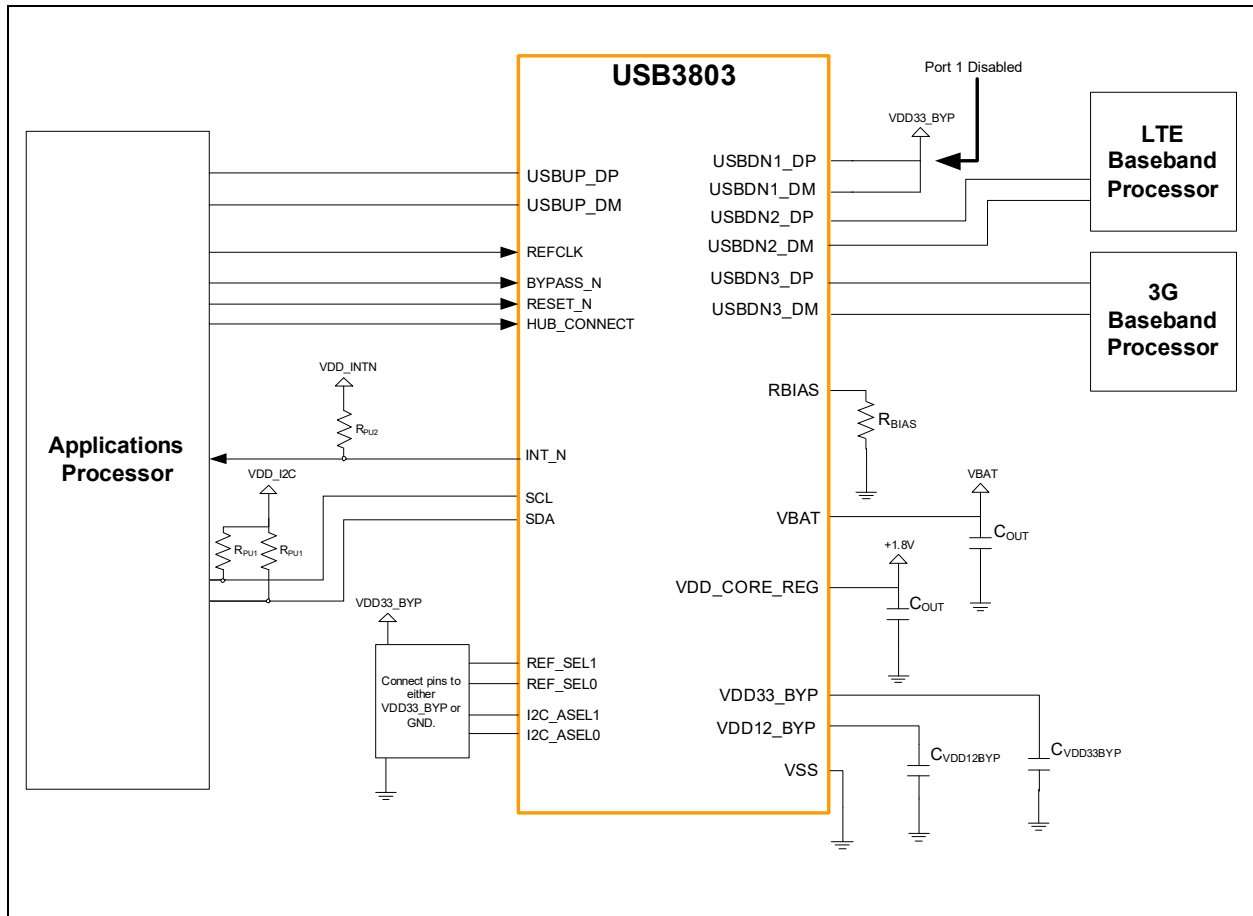 USB3803
Port 1 Disabled
VDD33_BYP
LTE
Baseband
Processor
USBDN1_DP
USBDN1_DM
USBDN2_DP
USBDN2_DM
USBDN3_DP
USBDN3_DM
3G
Baseband
Processor
USBUP_DP
USBUP_DM
REFCLK
BYPASS_N
RESET_N
HUB_CONNECT
VDD_INTN
RPU2
INT_N
Applications
Processor
VDD_I2C
SCL
SDA
RPU1
RPU1
RBIAS
RBIAS
VBAT
VBAT
COUT
+1.8V
VDD_CORE_REG
COUT
VDD33_BYP
Connect pins to
either
VDD33_BYP or
GND.
REF_SEL1
REF_SEL0
I2C_ASEL1
I2C_ASEL0
VDD33_BYP
VDD12_BYP
VSS
CVDD12BYP
CVDD33BYP